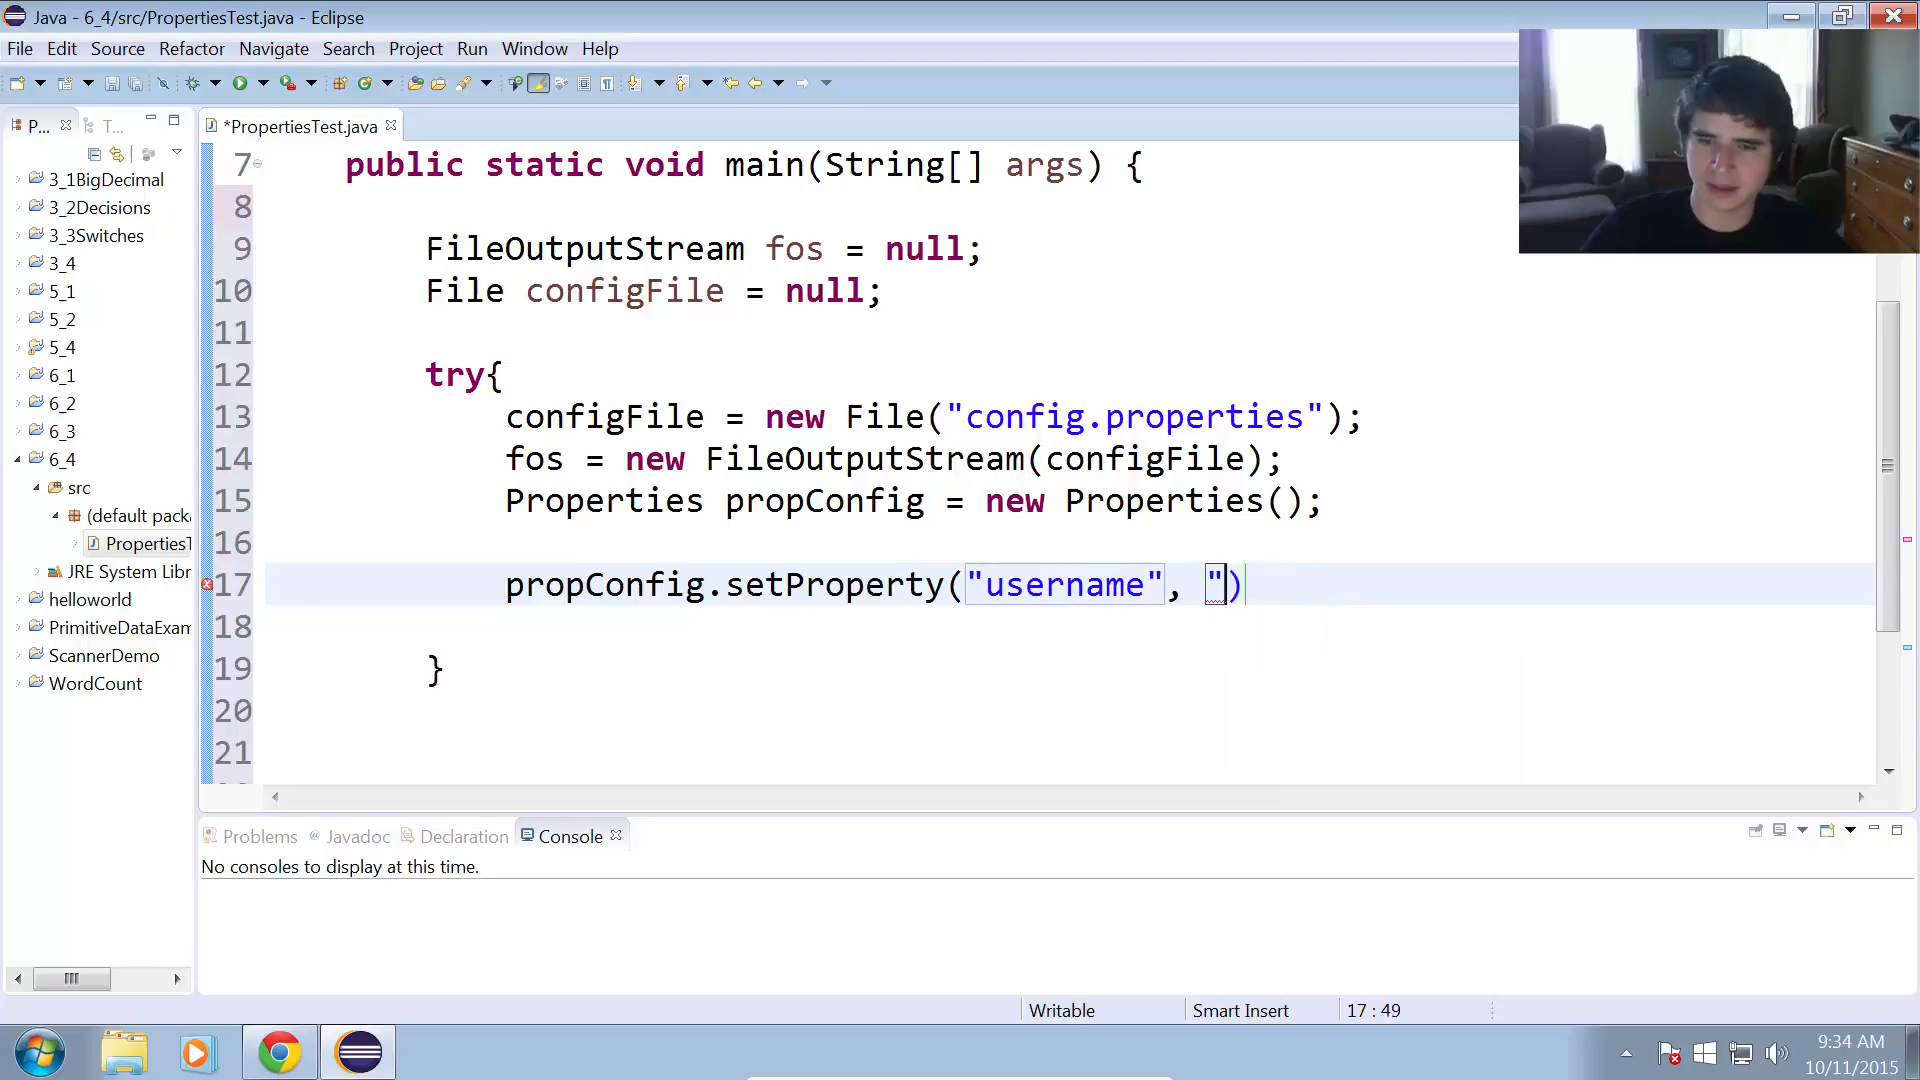 Java - 6_4/src/PropertiesTest.java - Eclipse
File Edit Source Refactor Navigate Search Project Run Window Help
P... T...
*PropertiesTest.java
3_1BigDecimal
3_2Decisions
3_3Switches
3_4
5_1
5_2
5_4
6_1
6_2
6_3
6_4
src
(default packa
PropertiesT
JRE System Libr
helloworld
PrimitiveDataExam
ScannerDemo
WordCount
7 public static void main(String[] args) {
8
9 FileOutputStream fos = null;
10 File configFile = null;
11
12 try{
13 configFile = new File("config.properties");
14 fos = new FileOutputStream(configFile);
15 Properties propConfig = new Properties();
16
17 propConfig.setProperty("username", ")
18
19 }
20
21
Problems @ Javadoc Declaration Console
No consoles to display at this time.
Writable Smart Insert 17 : 49
9:34 AM
10/11/2015